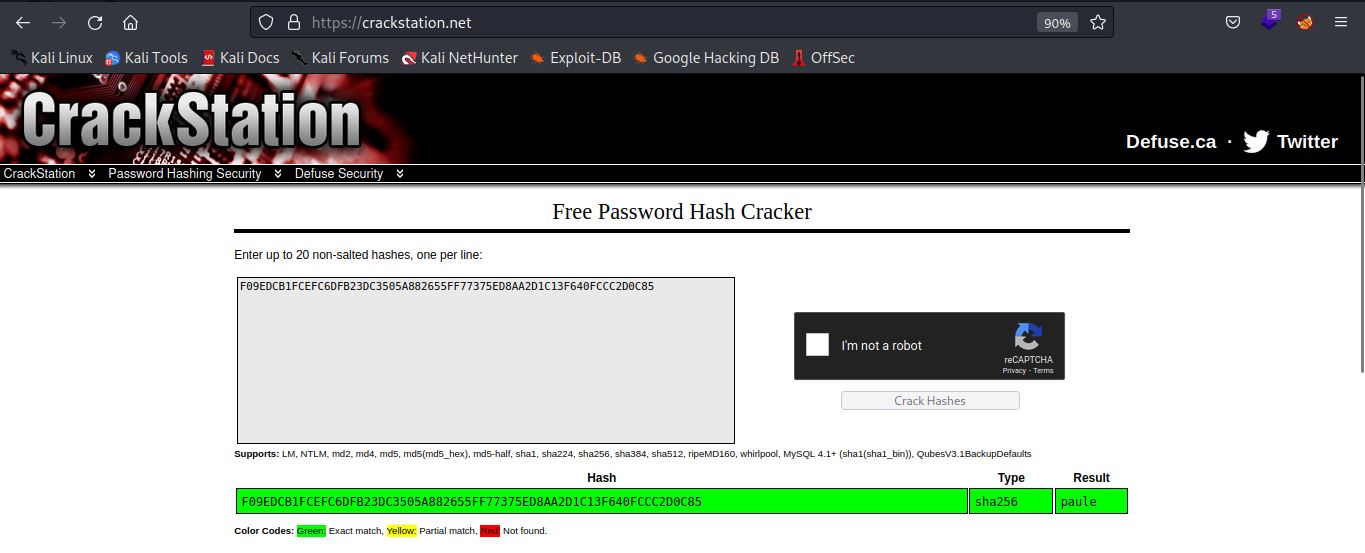 https://crackstation.net
90%
5
Kali Linux Kali Tools Kali Docs Kali Forums Kali NetHunter Exploit-DB Google Hacking DB OffSec
CrackStation
Defuse.ca · Twitter
CrackStation Password Hashing Security Defuse Security
Free Password Hash Cracker
Enter up to 20 non-salted hashes, one per line:
F09EDCB1FCEFC6DFB23DC3505A882655FF77375ED8AA2D1C13F640FCCC2D0C85
I'm not a robot
reCAPTCHA
Privacy - Terms
Crack Hashes
Supports: LM, NTLM, md2, md4, md5, md5(md5_hex), md5-half, sha1, sha224, sha256, sha384, sha512, ripeMD160, whirlpool, MySQL 4.1+ (sha1(sha1_bin)), QubesV3.1BackupDefaults
Hash Type Result
F09EDCB1FCEFC6DFB23DC3505A882655FF77375ED8AA2D1C13F640FCCC2D0C85 sha256 paule
Color Codes: Green: Exact match, Yellow: Partial match, Red: Not found.